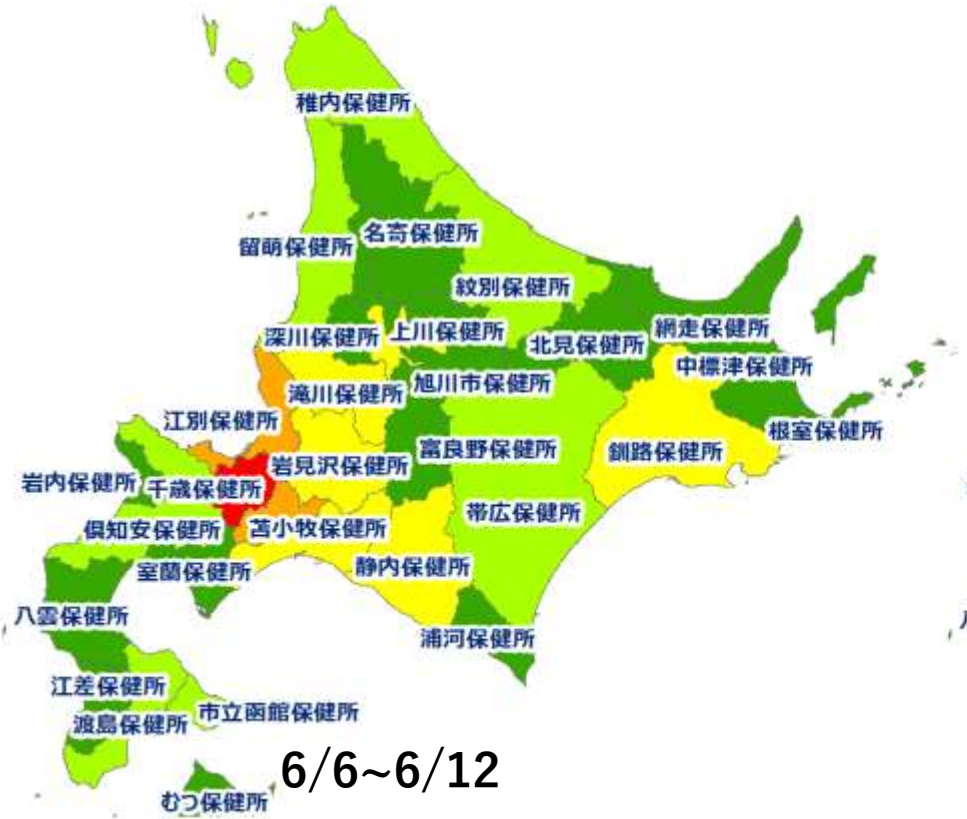 稚内保健所
名寄保健所
留萌保健所
紋別保健所
深川保健所
上川保健所
北見保健所
網走保健所
中標津保健所
滝川保健所
旭川市保健所
江別保健所
根室保健所
富良野保健所
釧路保健所
岩見沢保健所
岩内保健所
千歳保健所
帯広保健所
倶知安保健所
苫小牧保健所
静内保健所
室蘭保健所
八雲保健所
浦河保健所
江差保健所
市立函館保健所
渡島保健所
6/6~6/12
むつ保健所